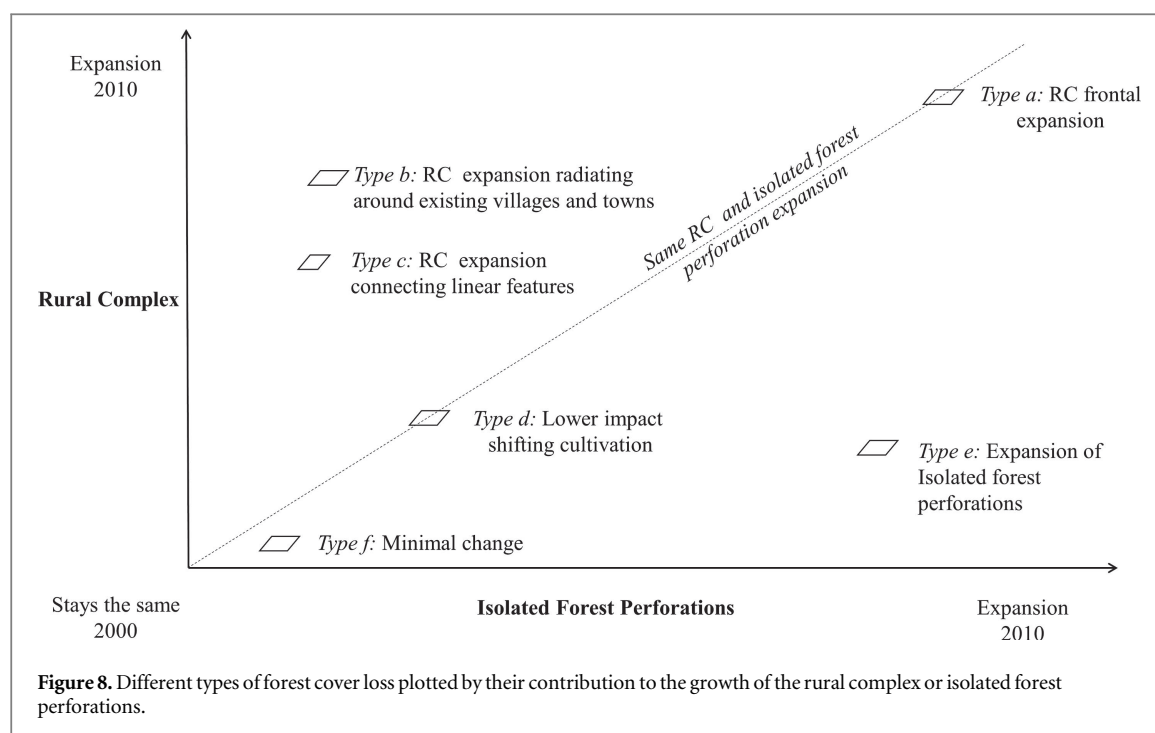 Expansion
2010
Type a: RC frontal
expansion
Same RC and isolated forest
perforation expansion
Type b: RC expansion radiating
around existing villages and towns
Type c: RC expansion
connecting linear features
Rural Complex
Type d: Lower impact
shifting cultivation
Type e: Expansion of
Isolated forest
perforations
Type f: Minimal change
Stays the same
2000
Isolated Forest Perforations
Expansion
2010
Figure 8. Different types of forest cover loss plotted by their contribution to the growth of the rural complex or isolated forest
perforations.